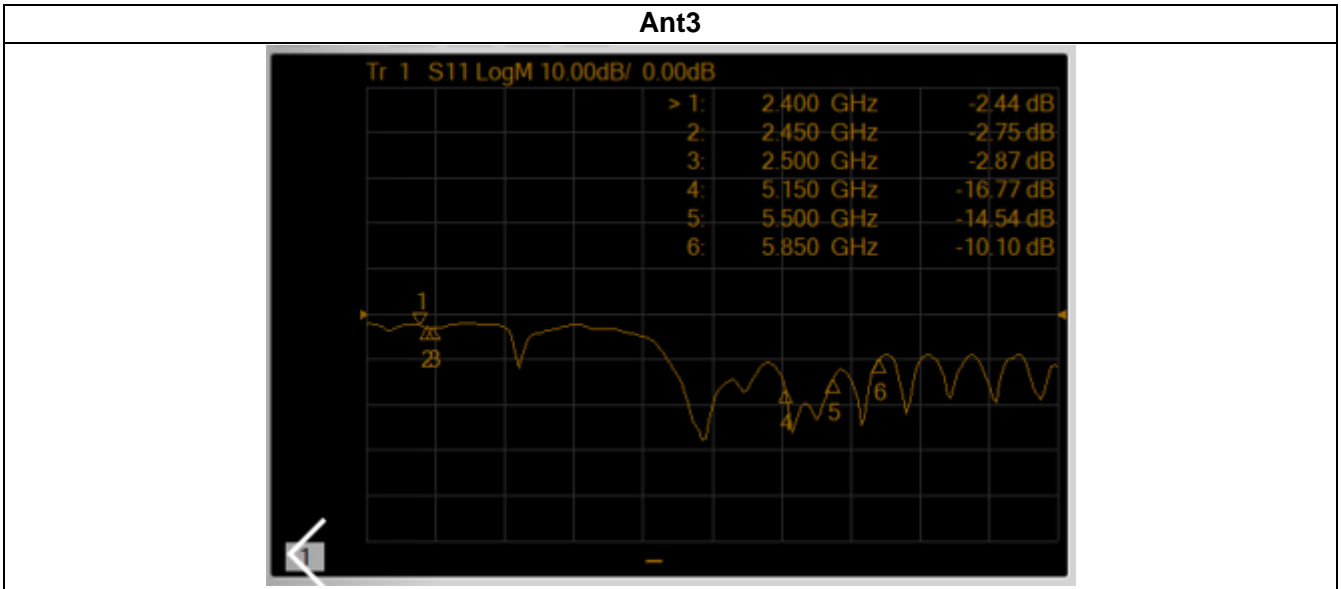 Ant3
Tr 1 S11 LogM 10.00dB/ 0.00dB
> 1: 2.400 GHz -2.44 dB
2: 2.450 GHz -2.75 dB
3: 2.500 GHz -2.87 dB
4: 5.150 GHz -16.77 dB
5: 5.500 GHz -14.54 dB
6: 5.850 GHz -10.10 dB
1
23
4
5
6
1